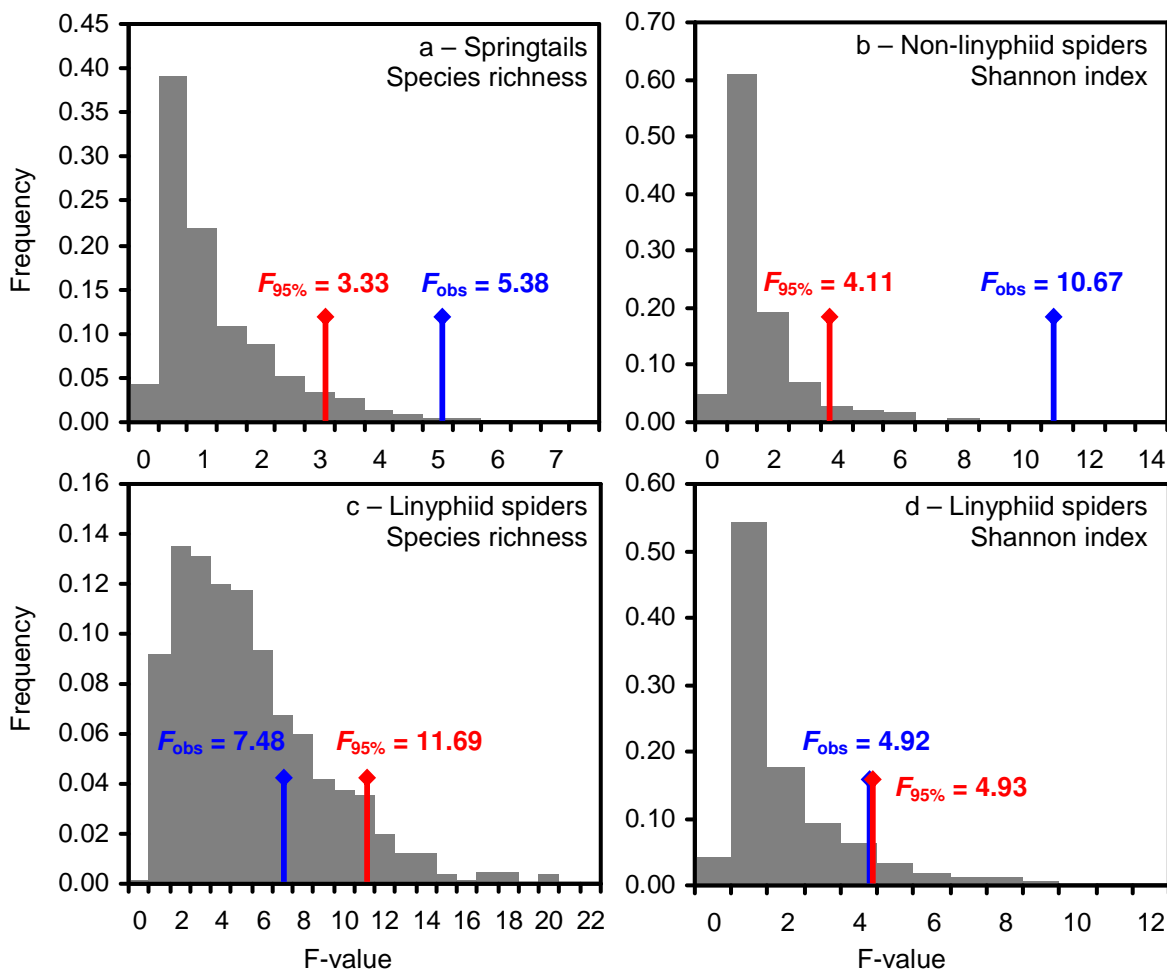 a – Springtails
Species richness
0.45
0.40
0.35
0.30
0.25
0.20
0.15
0.10
0.05
0.00
Frequency
F95% = 3.33
Fobs = 5.38
0 1 2 3 4 5 6 7
b – Non-linyphiid spiders
Shannon index
0.70
0.60
0.50
0.40
0.30
0.20
0.10
0.00
F95% = 4.11
Fobs = 10.67
0 2 4 6 8 10 11 14
c – Linyphiid spiders
Species richness
0.16
0.14
0.12
0.10
0.08
0.06
0.04
0.02
0.00
Frequency
Fobs = 7.48
F95% = 11.69
0 2 4 6 8 10 12 14 16 18 20 22
F-value
d – Linyphiid spiders
Shannon index
0.60
0.50
0.40
0.30
0.20
0.10
0.00
Fobs = 4.92
F95% = 4.93
0 2 4 6 8 10 12
F-value